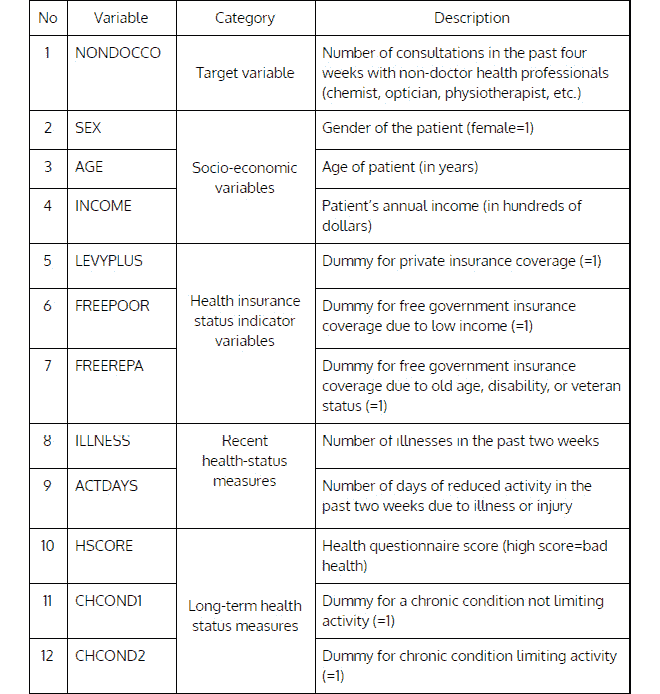 No Variable Category Description
1 NONDOCCO Target variable Number of consultations in the past four
weeks with non-doctor health professionals
(chemist, optician, physiotherapist, etc.)
2 SEX Socio-economic
variables Gender of the patient (female=1)
3 AGE Age of patient (in years)
4 INCOME Patient's annual income (in hundreds of
dollars)
5 LEVYPLUS Health insurance
status indicator
variables Dummy for private insurance coverage (=1)
6 FREEPOOR Dummy for free government insurance
coverage due to low income (=1)
7 FREEREPA Dummy for free government insurance
coverage due to old age, disability, or veteran
status (=1)
8 ILLNESS Recent
health-status
measures Number of illnesses in the past two weeks
9 ACTDAYS Number of days of reduced activity in the
past two weeks due to illness or injury
10 HSCORE Long-term health
status measures Health questionnaire score (high score=bad
health)
11 CHCOND1 Dummy for a chronic condition not limiting
activity (=1)
12 CHCOND2 Dummy for chronic condition limiting activity
(=1)